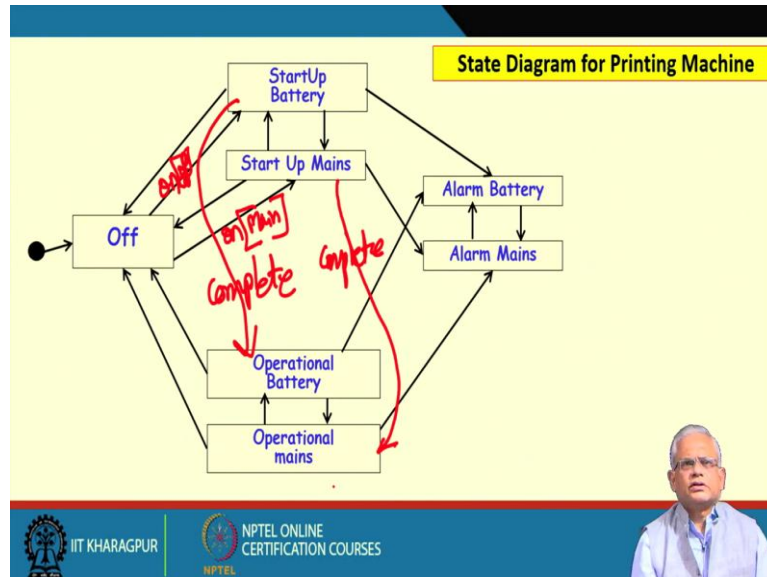 State Diagram for Printing Machine
StartUp
Battery
Start Up Mains
Alarm Battery
Alarm Mains
Off
on[Main]
complete
complete
Operational
Battery
Operational
mains
IIT KHARAGPUR
NPTEL
NPTEL ONLINE
CERTIFICATION COURSES